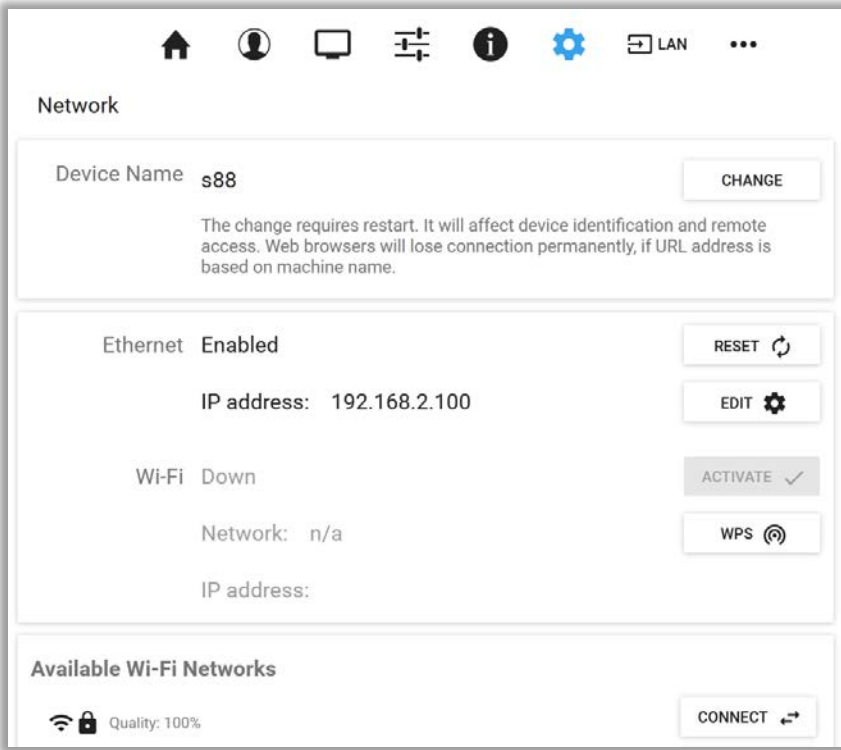 LAN
Network
Device Name s88 CHANGE
The change requires restart. It will affect device identification and remote
access. Web browsers will lose connection permanently, if URL address is
based on machine name.
Ethernet Enabled RESET
IP address: 192.168.2.100 EDIT
Wi-Fi Down ACTIVATE
Network: n/a WPS
IP address:
Available Wi-Fi Networks
Quality: 100% CONNECT